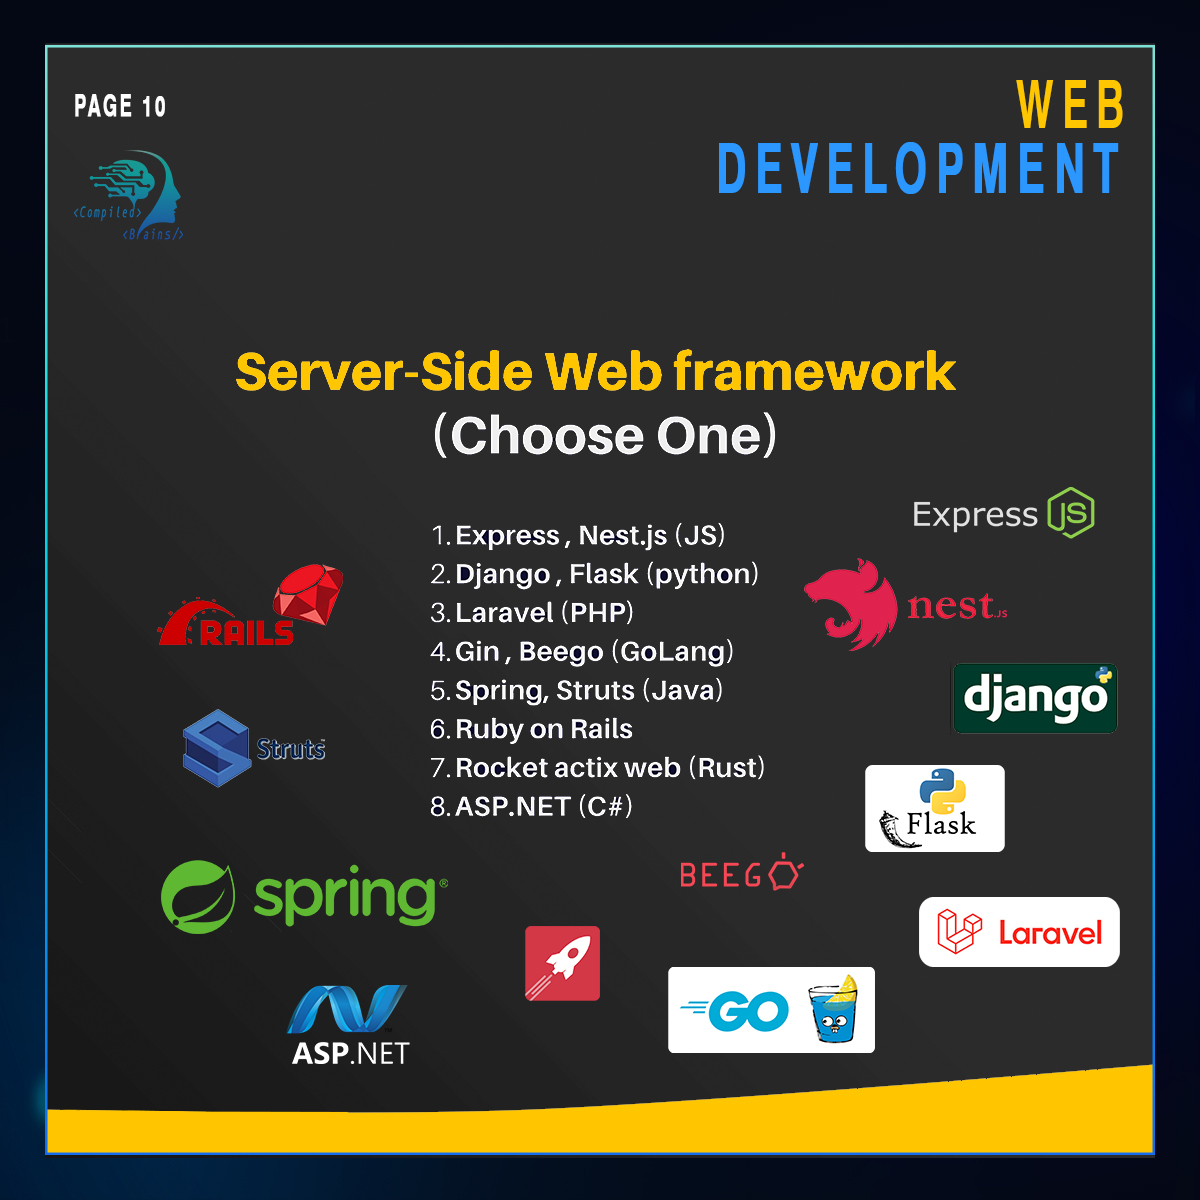 PAGE 10
WEB
DEVELOPMENT
<Compiled>
<Brains/>
Server-Side Web framework
(Choose One)
Express JS
1. Express , Nest.js (JS)
2. Django , Flask (python)
3. Laravel (PHP)
4. Gin , Beego (GoLang)
5. Spring, Struts (Java)
6. Ruby on Rails
7. Rocket actix web (Rust)
8. ASP.NET (C#)
RAILS
nest.JS
django
Struts™
Flask
BEEGO
spring®
Laravel
GO
ASP.NET